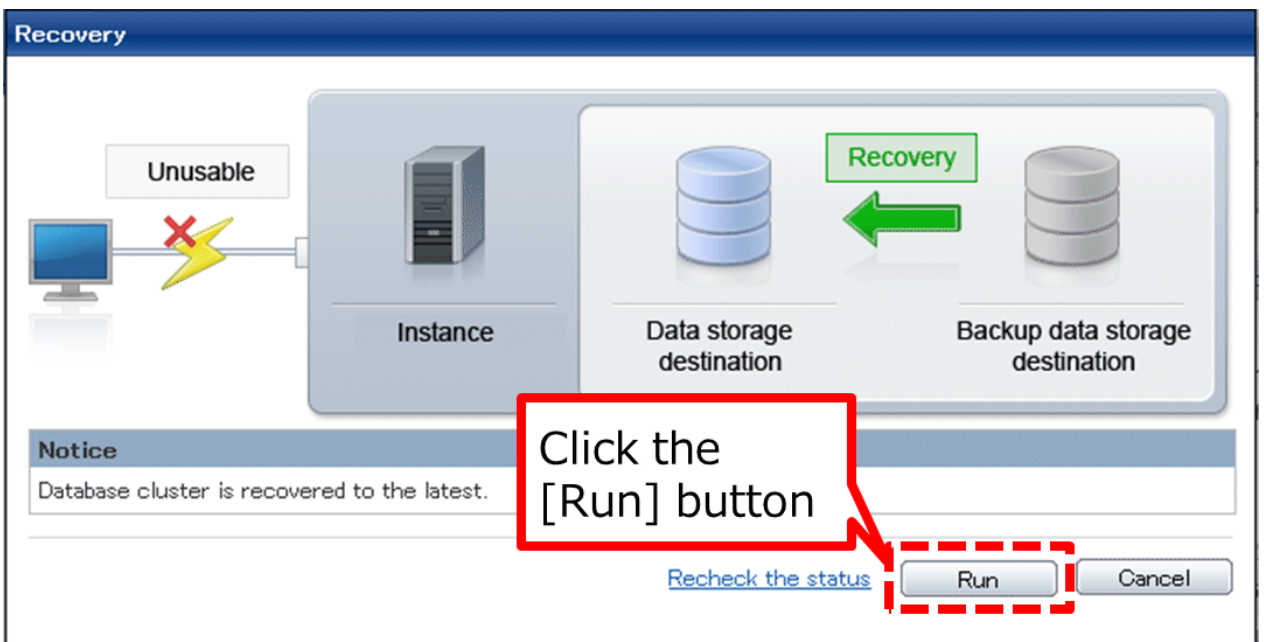 Recovery
Unusable
Recovery
Instance
Data storage
destination
Backup data storage
destination
Notice
Database cluster is recovered to the latest.
Click the
[Run] button
Recheck the status
Run
Cancel